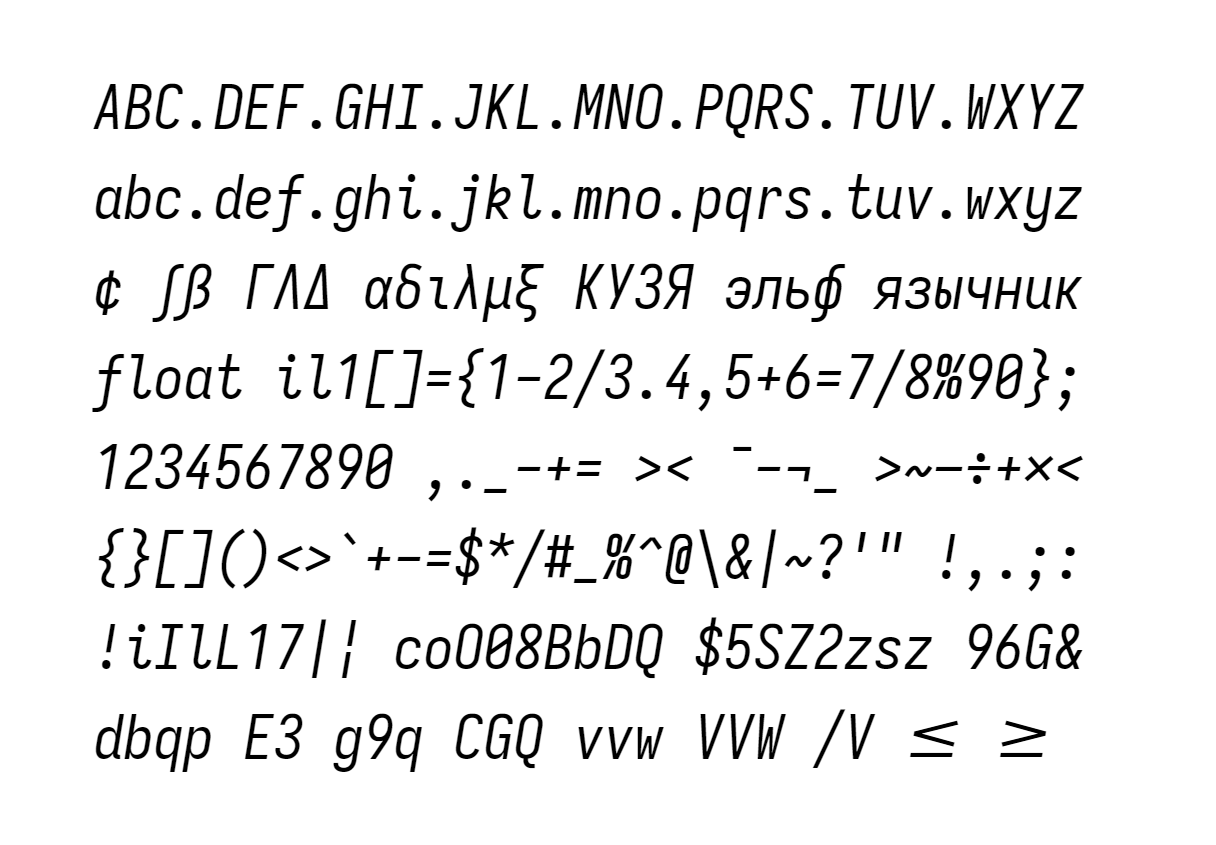 ABC.DEF.GHI.JKL.MNO.PQRS.TUV.WXYZ
abc.def.ghi.jkl.mno.pqrs.tuv.wxyz
¢ ∫ß ΓΛΔ αδιλμξ КУЗЯ эльф язычник
float il1[]={1-2/3.4,5+6=7/8%90};
1234567890 ,._-+= >< ¯-¬_ >~–÷+×<
{}[]()<>`+-=$*/#_%^@\&|~?'" !,.;:
!iIlL17|¦ coO08BbDQ $5SZ2zsz 96G&
dbqp E3 g9q CGQ vvw VVW /V ≤ ≥